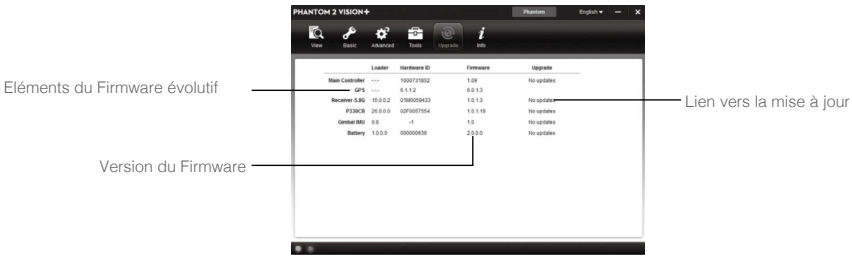 PHANTOM 2 VISION+ Phantom English
View Basic Advanced Tools Upgrade Info
Loader Hardware ID Firmware Upgrade
Main Controller -.-.- 1000731802 1.09 No updates
GPS -.-.- 6.1.1.2 6.0.1.3
Receiver 5.8G 15.0.0.2 01M0059433 1.0.1.3 No updates
P330CB 26.0.0.0 02F0057554 1.0.1.19 No updates
Gimbal IMU 0.0 -1 1.0 No updates
Battery 1.0.0.0 000000636 2.0.0.0 No updates
Eléments du Firmware évolutif
Lien vers la mise à jour
Version du Firmware